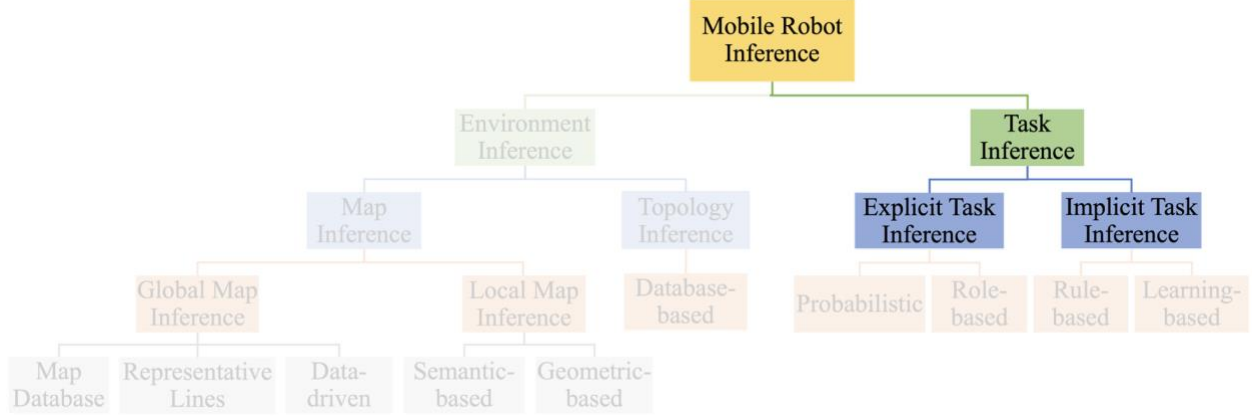 Mobile Robot
Inference
Environment
Inference
Task
Inference
Map
Inference
Topology
Inference
Explicit Task
Inference
Implicit Task
Inference
Global Map
Inference
Local Map
Inference
Database-
based
Probabilistic
Role-
based
Rule-
based
Learning-
based
Map
Database
Representative
Lines
Data-
driven
Semantic-
based
Geometric-
based